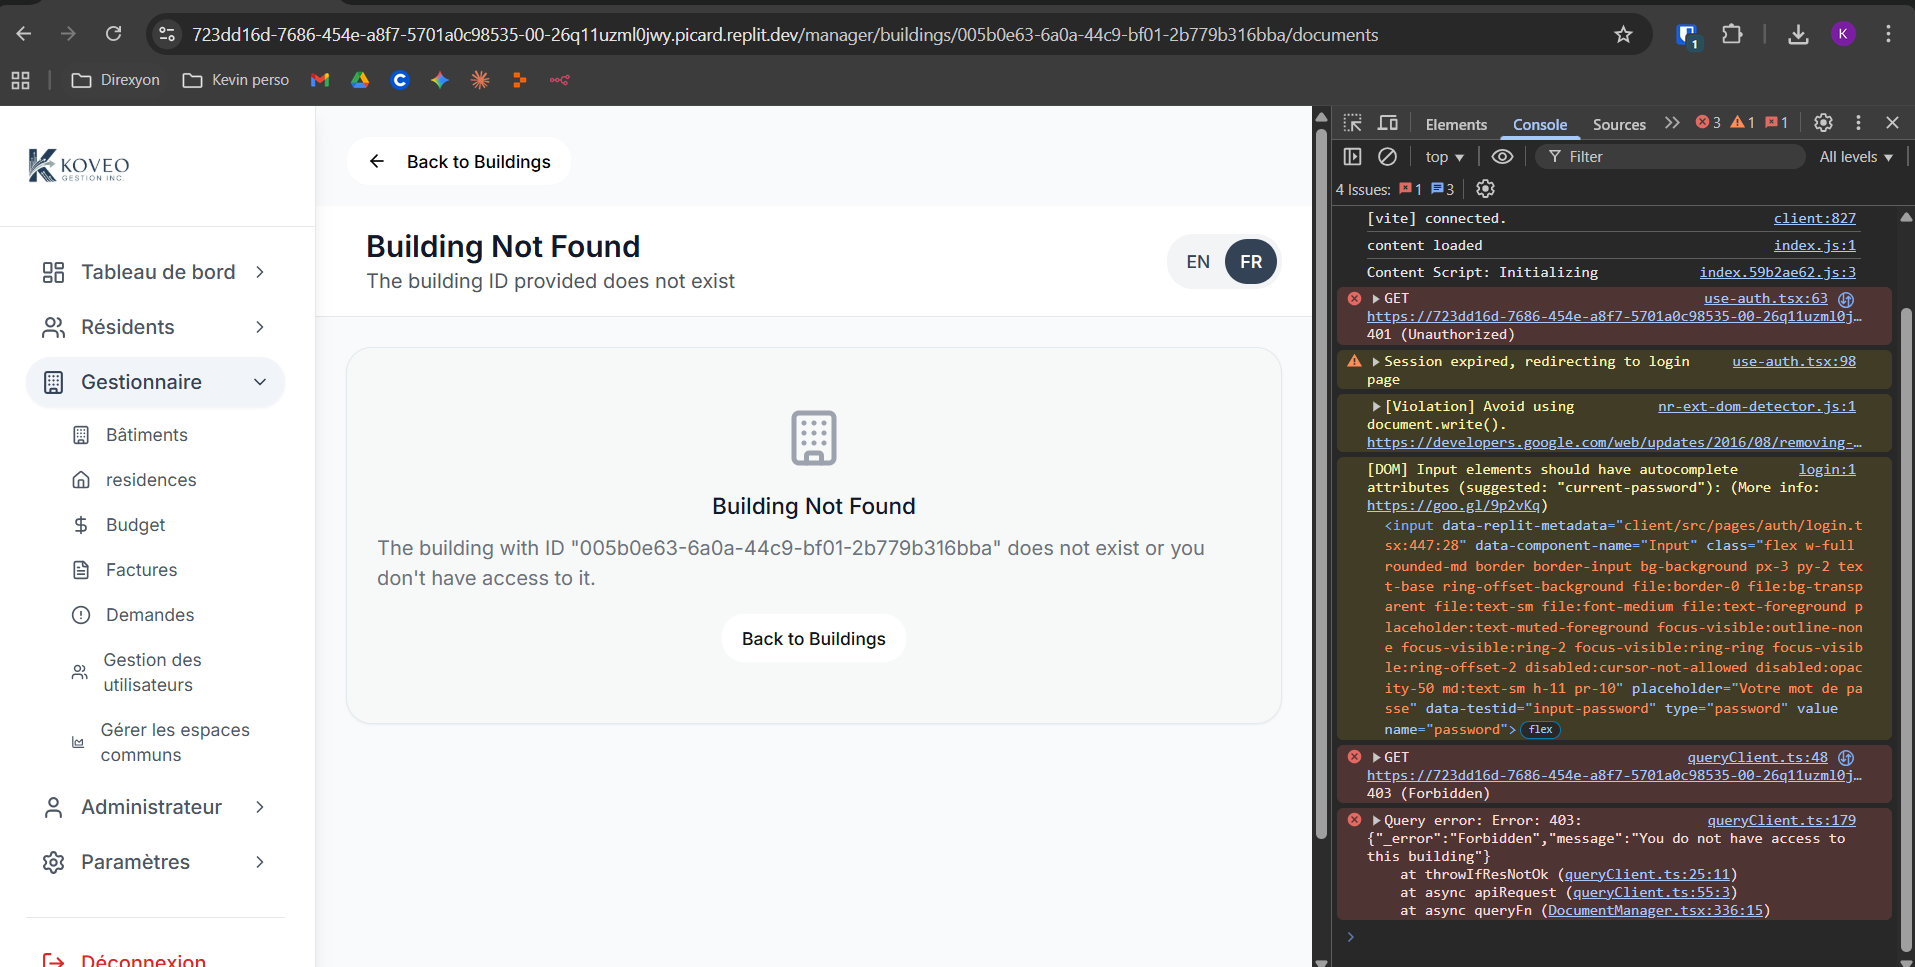 723dd16d-7686-454e-a8f7-5701a0c98535-00-26q11uzml0jwy.picard.replit.dev/manager/buildings/005b0e63-6a0a-44c9-bf01-2b779b316bba/documents
1
K
Direxyon
Kevin perso
KOVEO
GESTION INC.
Tableau de bord
Résidents
Gestionnaire
Bâtiments
residences
Budget
Factures
Demandes
Gestion des
utilisateurs
Gérer les espaces
communs
Administrateur
Paramètres
Déconnexion
Back to Buildings
Building Not Found
The building ID provided does not exist
EN FR
Building Not Found
The building with ID "005b0e63-6a0a-44c9-bf01-2b779b316bba" does not exist or you
don't have access to it.
Back to Buildings
Elements Console Sources 3 1 1
top Filter All levels
4 Issues: 1 3
[vite] connected. client:827
content loaded index.js:1
Content Script: Initializing index.59b2ae62.js:3
GET use-auth.tsx:63
https://723dd16d-7686-454e-a8f7-5701a0c98535-00-26q11uzml0j…
401 (Unauthorized)
Session expired, redirecting to login use-auth.tsx:98
page
[Violation] Avoid using nr-ext-dom-detector.js:1
document.write().
https://developers.google.com/web/updates/2016/08/removing-…
[DOM] Input elements should have autocomplete login:1
attributes (suggested: "current-password"): (More info:
https://goo.gl/9p2vKq)
<input data-replit-metadata="client/src/pages/auth/login.t
sx:447:28" data-component-name="Input" class="flex w-full
rounded-md border border-input bg-background px-3 py-2 tex
t-base ring-offset-background file:border-0 file:bg-transp
arent file:text-sm file:font-medium file:text-foreground p
laceholder:text-muted-foreground focus-visible:outline-non
e focus-visible:ring-2 focus-visible:ring-ring focus-visib
le:ring-offset-2 disabled:cursor-not-allowed disabled:opac
ity-50 md:text-sm h-11 pr-10" placeholder="Votre mot de pa
sse" data-testid="input-password" type="password" value
name="password"> flex
GET queryClient.ts:48
https://723dd16d-7686-454e-a8f7-5701a0c98535-00-26q11uzml0j…
403 (Forbidden)
Query error: Error: 403: queryClient.ts:179
{"_error":"Forbidden","message":"You do not have access to
this building"}
at throwIfResNotOk (queryClient.ts:25:11)
at async apiRequest (queryClient.ts:55:3)
at async queryFn (DocumentManager.tsx:336:15)